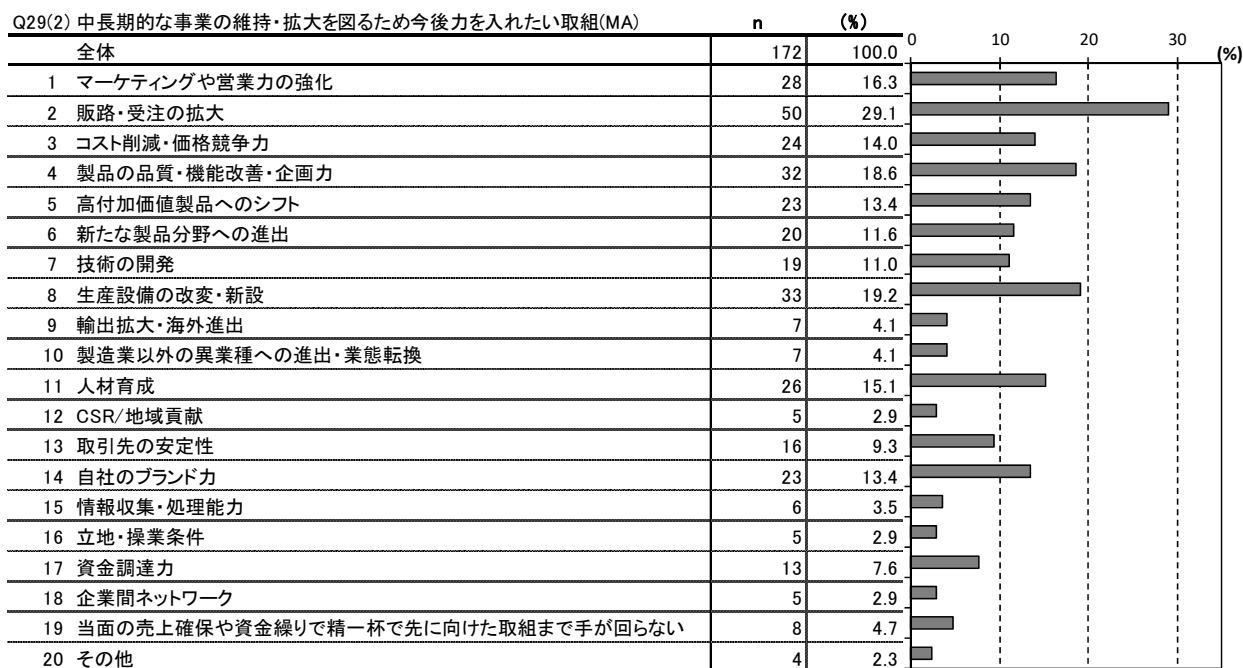 Q29(2) 中長期的な事業の維持・拡大を図るため今後力を入れたい取組(MA) n (%)
0 10 20 30 (%)
全体 172 100.0
1 マーケティングや営業力の強化 28 16.3
2 販路・受注の拡大 50 29.1
3 コスト削減・価格競争力 24 14.0
4 製品の品質・機能改善・企画力 32 18.6
5 高付加価値製品へのシフト 23 13.4
6 新たな製品分野への進出 20 11.6
7 技術の開発 19 11.0
8 生産設備の改変・新設 33 19.2
9 輸出拡大・海外進出 7 4.1
10 製造業以外の異業種への進出・業態転換 7 4.1
11 人材育成 26 15.1
12 CSR/地域貢献 5 2.9
13 取引先の安定性 16 9.3
14 自社のブランド力 23 13.4
15 情報収集・処理能力 6 3.5
16 立地・操業条件 5 2.9
17 資金調達力 13 7.6
18 企業間ネットワーク 5 2.9
19 当面の売上確保や資金繰りで精一杯で先に向けた取組まで手が回らない 8 4.7
20 その他 4 2.3